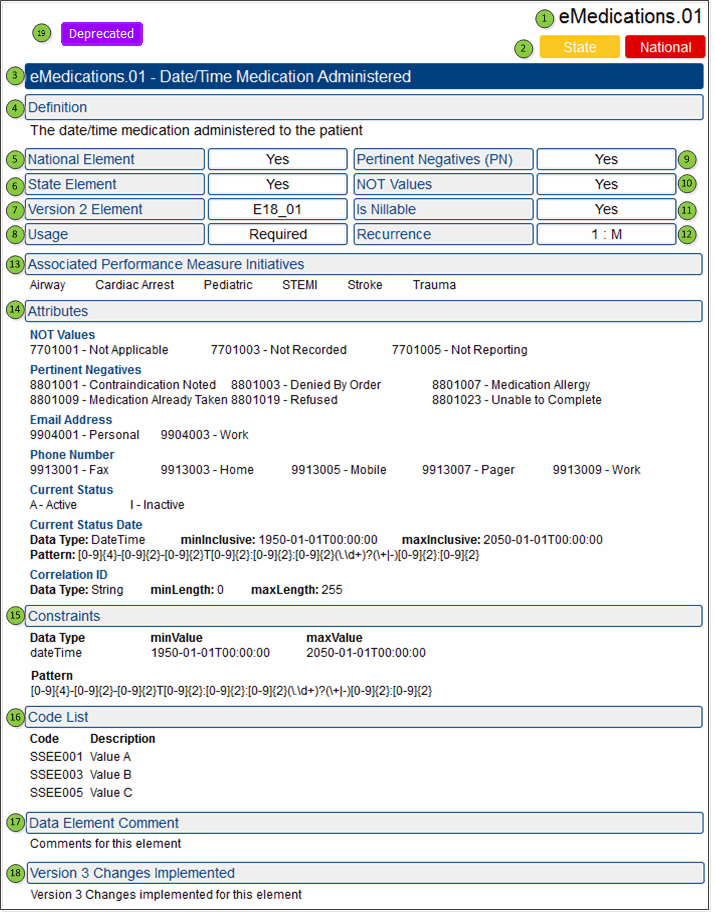 1 eMedications.01
19 Deprecated
2 State National
3 eMedications.01 - Date/Time Medication Administered
4 Definition
The date/time medication administered to the patient
5 National Element Yes Pertinent Negatives (PN) Yes 9
6 State Element Yes NOT Values Yes 10
7 Version 2 Element E18_01 Is Nillable Yes 11
8 Usage Required Recurrence 1 : M 12
13 Associated Performance Measure Initiatives
Airway Cardiac Arrest Pediatric STEMI Stroke Trauma
14 Attributes
NOT Values
7701001 - Not Applicable 7701003 - Not Recorded 7701005 - Not Reporting
Pertinent Negatives
8801001 - Contraindication Noted 8801003 - Denied By Order 8801007 - Medication Allergy
8801009 - Medication Already Taken 8801019 - Refused 8801023 - Unable to Complete
Email Address
9904001 - Personal 9904003 - Work
Phone Number
9913001 - Fax 9913003 - Home 9913005 - Mobile 9913007 - Pager 9913009 - Work
Current Status
A - Active I - Inactive
Current Status Date
Data Type: DateTime minInclusive: 1950-01-01T00:00:00 maxInclusive: 2050-01-01T00:00:00
Pattern: [0-9]{4}-[0-9]{2}-[0-9]{2}T[0-9]{2}:[0-9]{2}:[0-9]{2}(\.\d+)?(\+|-)[0-9]{2}:[0-9]{2}
Correlation ID
Data Type: String minLength: 0 maxLength: 255
15 Constraints
Data Type minValue maxValue
dateTime 1950-01-01T00:00:00 2050-01-01T00:00:00
Pattern
[0-9]{4}-[0-9]{2}-[0-9]{2}T[0-9]{2}:[0-9]{2}:[0-9]{2}(\.\d+)?(\+|-)[0-9]{2}:[0-9]{2}
16 Code List
Code Description
SSEE001 Value A
SSEE003 Value B
SSEE005 Value C
17 Data Element Comment
Comments for this element
18 Version 3 Changes Implemented
Version 3 Changes implemented for this element